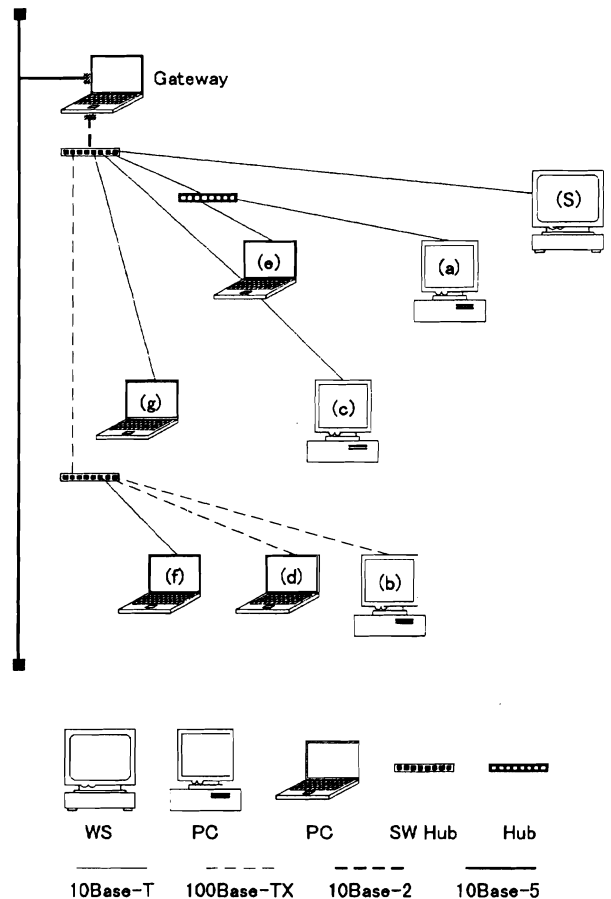 Gateway
(S)
(e)
(a)
(g)
(c)
(f)
(d)
(b)
WS PC PC SW Hub Hub
10Base-T 100Base-TX 10Base-2 10Base-5